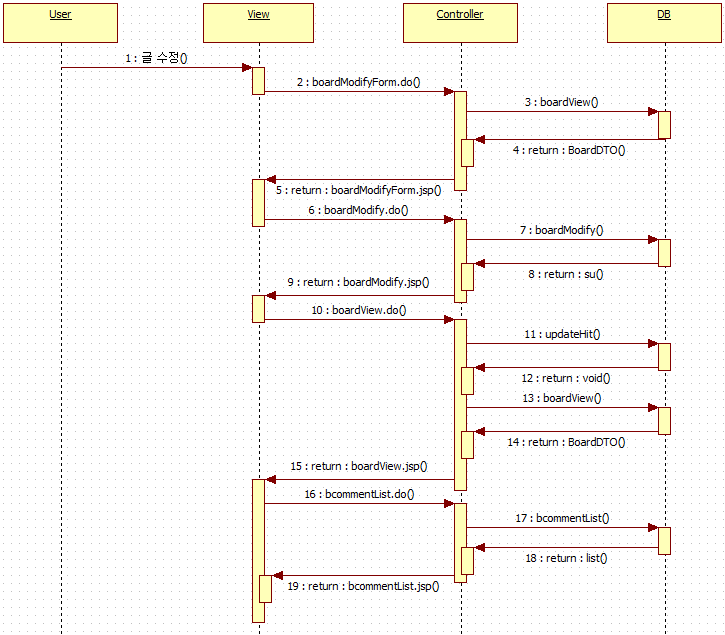 User
View
Controller
DB
1 : 글 수정()
2 : boardModifyForm.do()
3 : boardView()
4 : return : BoardDTO()
5 : return : boardModifyForm.jsp()
6 : boardModify.do()
7 : boardModify()
8 : return : su()
9 : return : boardModify.jsp()
10 : boardView.do()
11 : updateHit()
12 : return : void()
13 : boardView()
14 : return : BoardDTO()
15 : return : boardView.jsp()
16 : bcommentList.do()
17 : bcommentList()
18 : return : list()
19 : return : bcommentList.jsp()